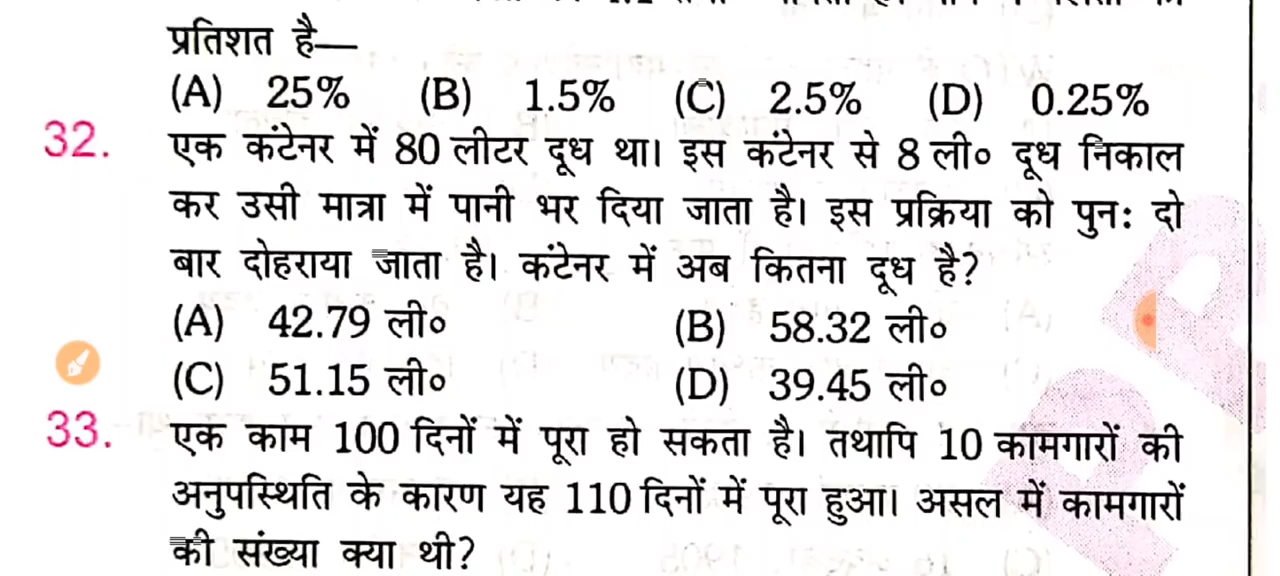 प्रतिशत है—
(A) 25% (B) 1.5% (C) 2.5% (D) 0.25%
32. एक कंटेनर में 80 लीटर दूध था। इस कंटेनर से 8 ली० दूध निकाल
कर उसी मात्रा में पानी भर दिया जाता है। इस प्रक्रिया को पुनः दो
बार दोहराया जाता है। कंटेनर में अब कितना दूध है?
(A) 42.79 ली० (B) 58.32 ली०
(C) 51.15 ली० (D) 39.45 ली०
33. एक काम 100 दिनों में पूरा हो सकता है। तथापि 10 कामगारों की
अनुपस्थिति के कारण यह 110 दिनों में पूरा हुआ। असल में कामगारों
की संख्या क्या थी?